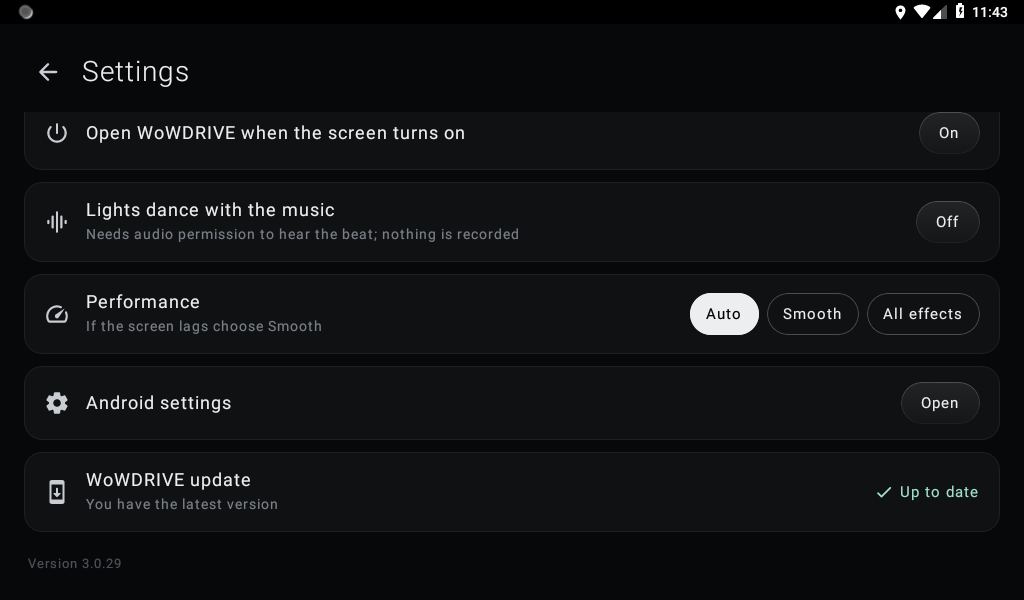 11:43
Settings
Open WoWDRIVE when the screen turns on
On
Lights dance with the music
Needs audio permission to hear the beat; nothing is recorded
Off
Performance
If the screen lags choose Smooth
Auto
Smooth
All effects
Android settings
Open
WoWDRIVE update
You have the latest version
Up to date
Version 3.0.29